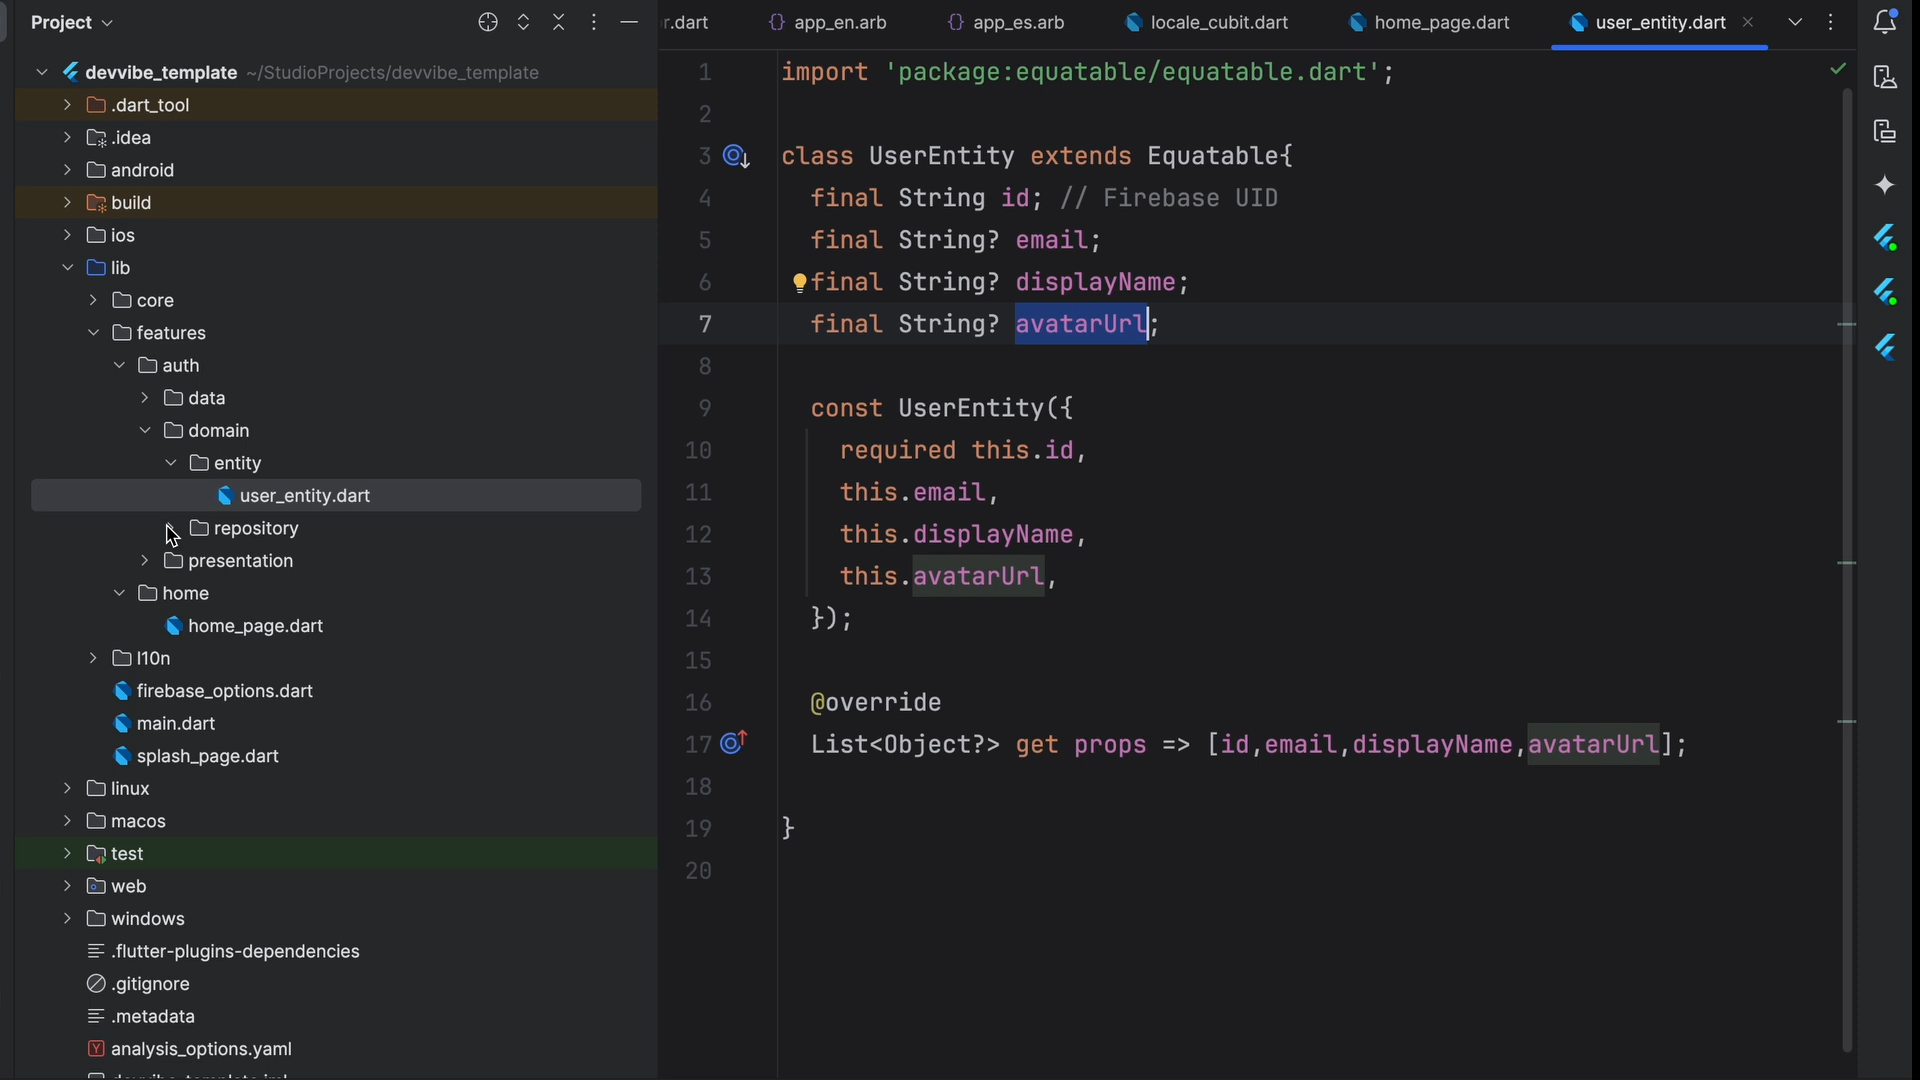 Project
devvibe_template ~/StudioProjects/devvibe_template
.dart_tool
.idea
android
build
ios
lib
core
features
auth
data
domain
entity
user_entity.dart
repository
presentation
home
home_page.dart
l10n
firebase_options.dart
main.dart
splash_page.dart
linux
macos
test
web
windows
.flutter-plugins-dependencies
.gitignore
.metadata
analysis_options.yaml
r.dart
app_en.arb
app_es.arb
locale_cubit.dart
home_page.dart
user_entity.dart
1 import 'package:equatable/equatable.dart';
2
3 class UserEntity extends Equatable{
4 final String id; // Firebase UID
5 final String? email;
6 final String? displayName;
7 final String? avatarUrl;
8
9 const UserEntity({
10 required this.id,
11 this.email,
12 this.displayName,
13 this.avatarUrl,
14 });
15
16 @override
17 List<Object?> get props => [id,email,displayName,avatarUrl];
18
19 }
20